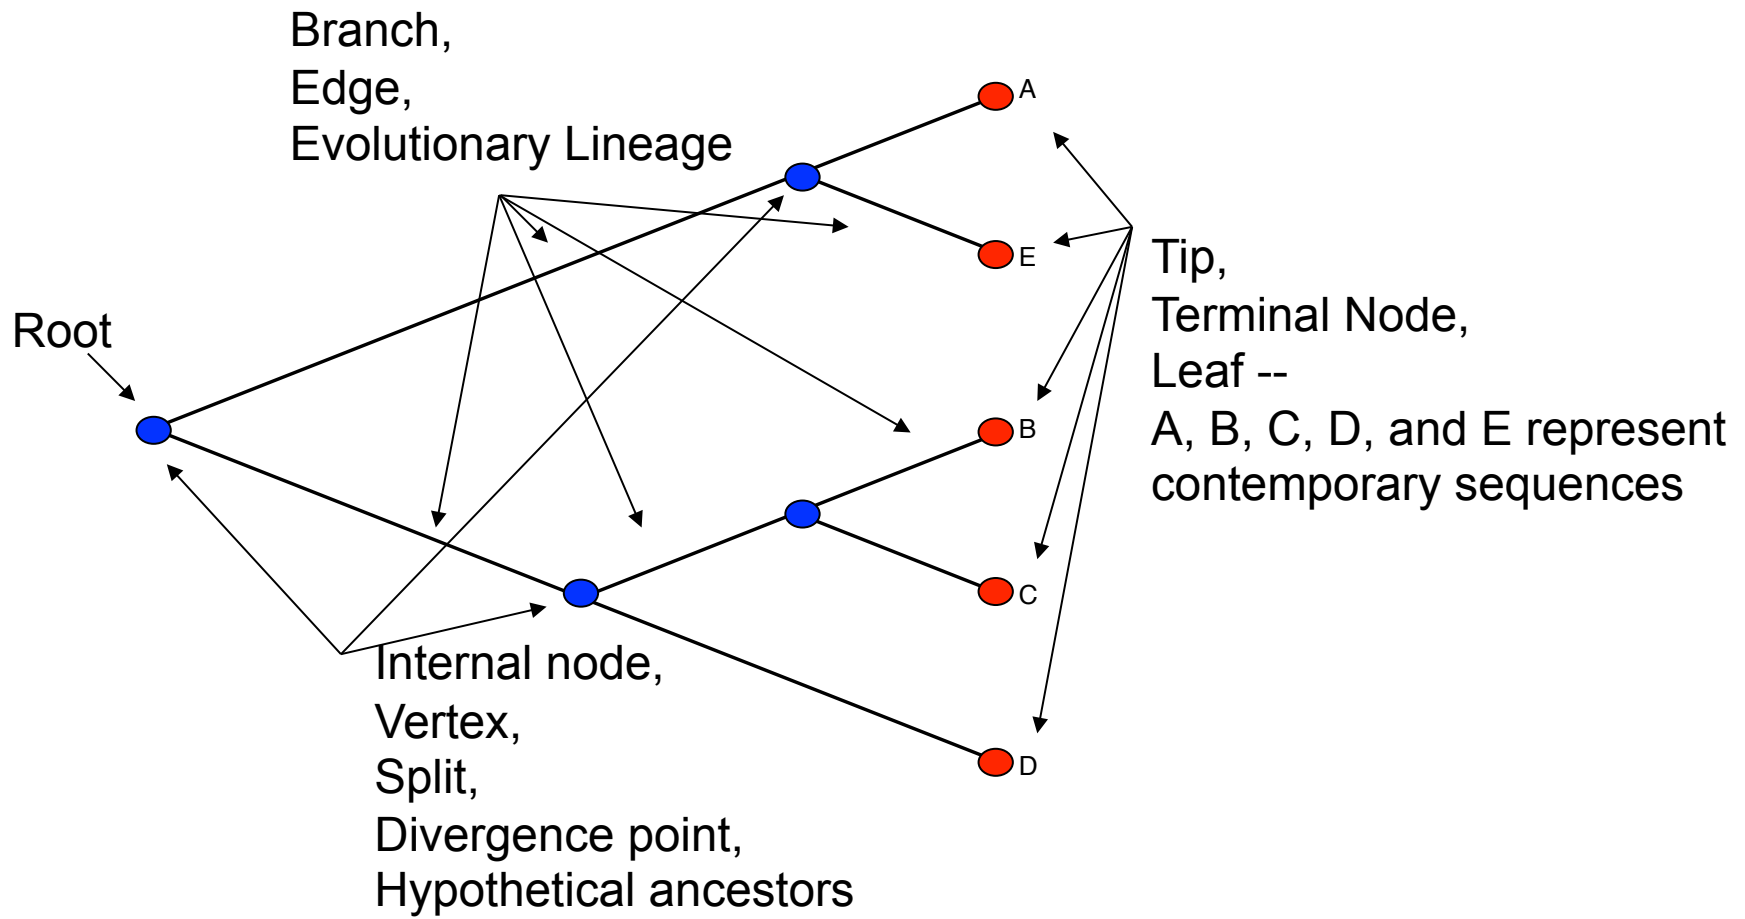 Branch,
Edge,
Evolutionary Lineage
A
E
Root
Tip,
Terminal Node,
Leaf --
A, B, C, D, and E represent
contemporary sequences
B
C
D
Internal node,
Vertex,
Split,
Divergence point,
Hypothetical ancestors